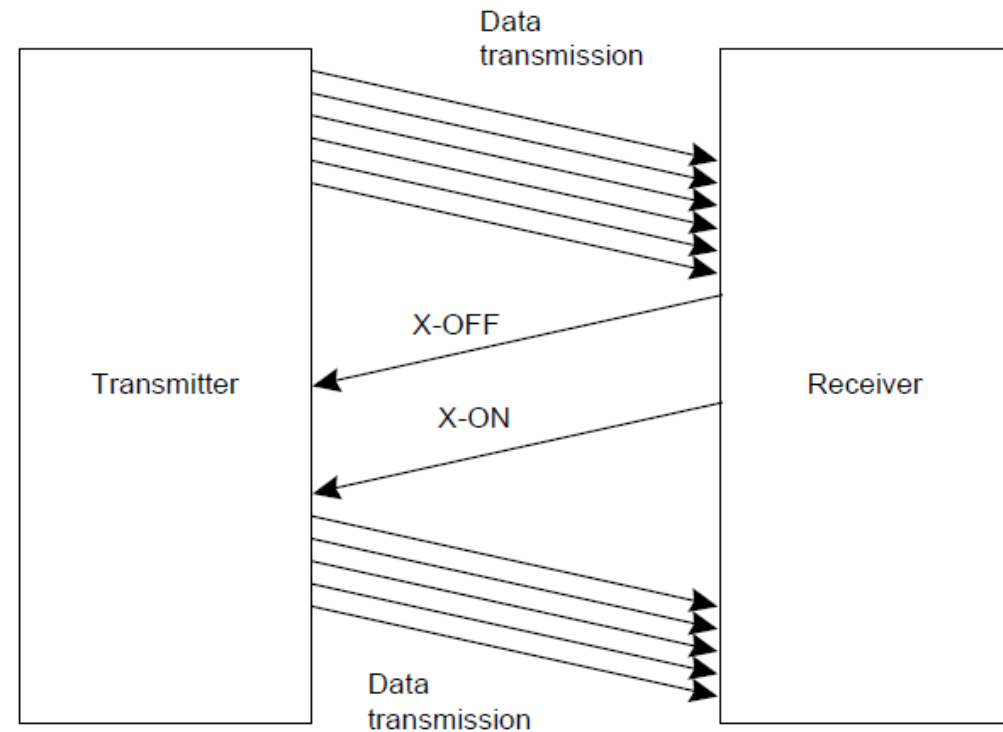 Data
transmission
X-OFF
Transmitter
Receiver
X-ON
Data
transmission